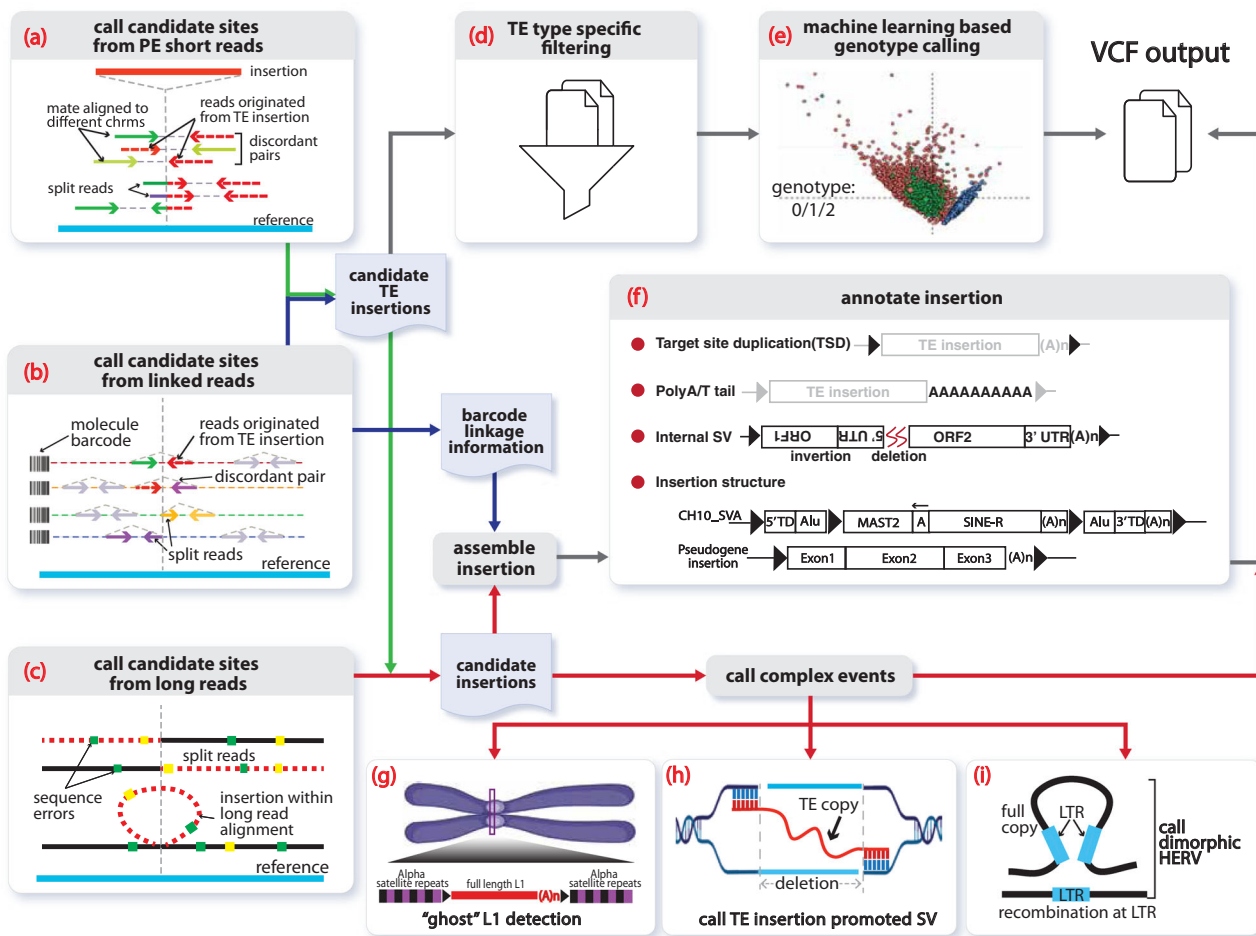 (a)
call candidate sites
from PE short reads
insertion
mate aligned to
different chrms
reads originated
from TE insertion
discordant
pairs
split reads
reference
(d)
TE type specific
filtering
(e)
machine learning based
genotype calling
genotype:
0/1/2
VCF output
candidate
TE
insertions
(b)
call candidate sites
from linked reads
molecule
barcode
reads originated
from TE insertion
discordant pair
split reads
reference
barcode
linkage
information
assemble
insertion
(f)
annotate insertion
Target site duplication(TSD)
TE insertion
(A)n
PolyA/T tail
TE insertion
AAAAAAAAAA
Internal SV
ORF1
5' UTR
ORF2
3' UTR
(A)n
invertion
deletion
Insertion structure
CH10_SVA
5'TD
Alu
MAST2
A
SINE-R
(A)n
Alu
3'TD
(A)n
Pseudogene
insertion
Exon1
Exon2
Exon3
(A)n
(c)
call candidate sites
from long reads
split reads
sequence
errors
insertion within
long read
alignment
reference
candidate
insertions
call complex events
(g)
Alpha
satellite repeats
full length L1
(A)n
Alpha
satellite repeats
"ghost" L1 detection
(h)
TE copy
deletion
call TE insertion promoted SV
(i)
full
copy
LTR
call
dimorphic
HERV
LTR
recombination at LTR